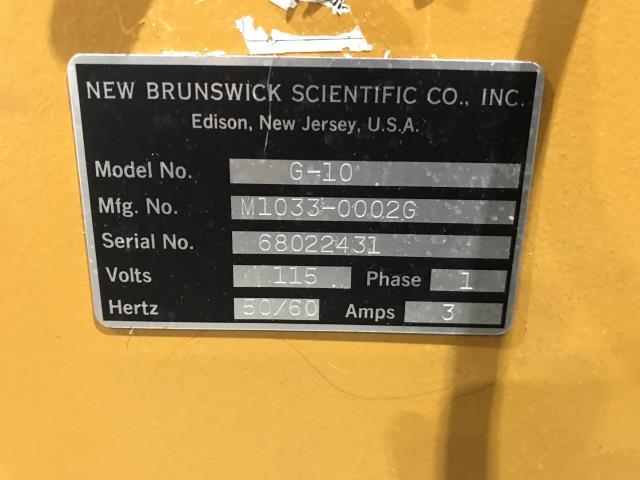 NEW BRUNSWICK SCIENTIFIC CO., INC.
Edison, New Jersey, U.S.A.
Model No. G-10
Mfg. No. M1033-0002G
Serial No. 68022431
Volts 115 Phase 1
Hertz 50/60 Amps 3